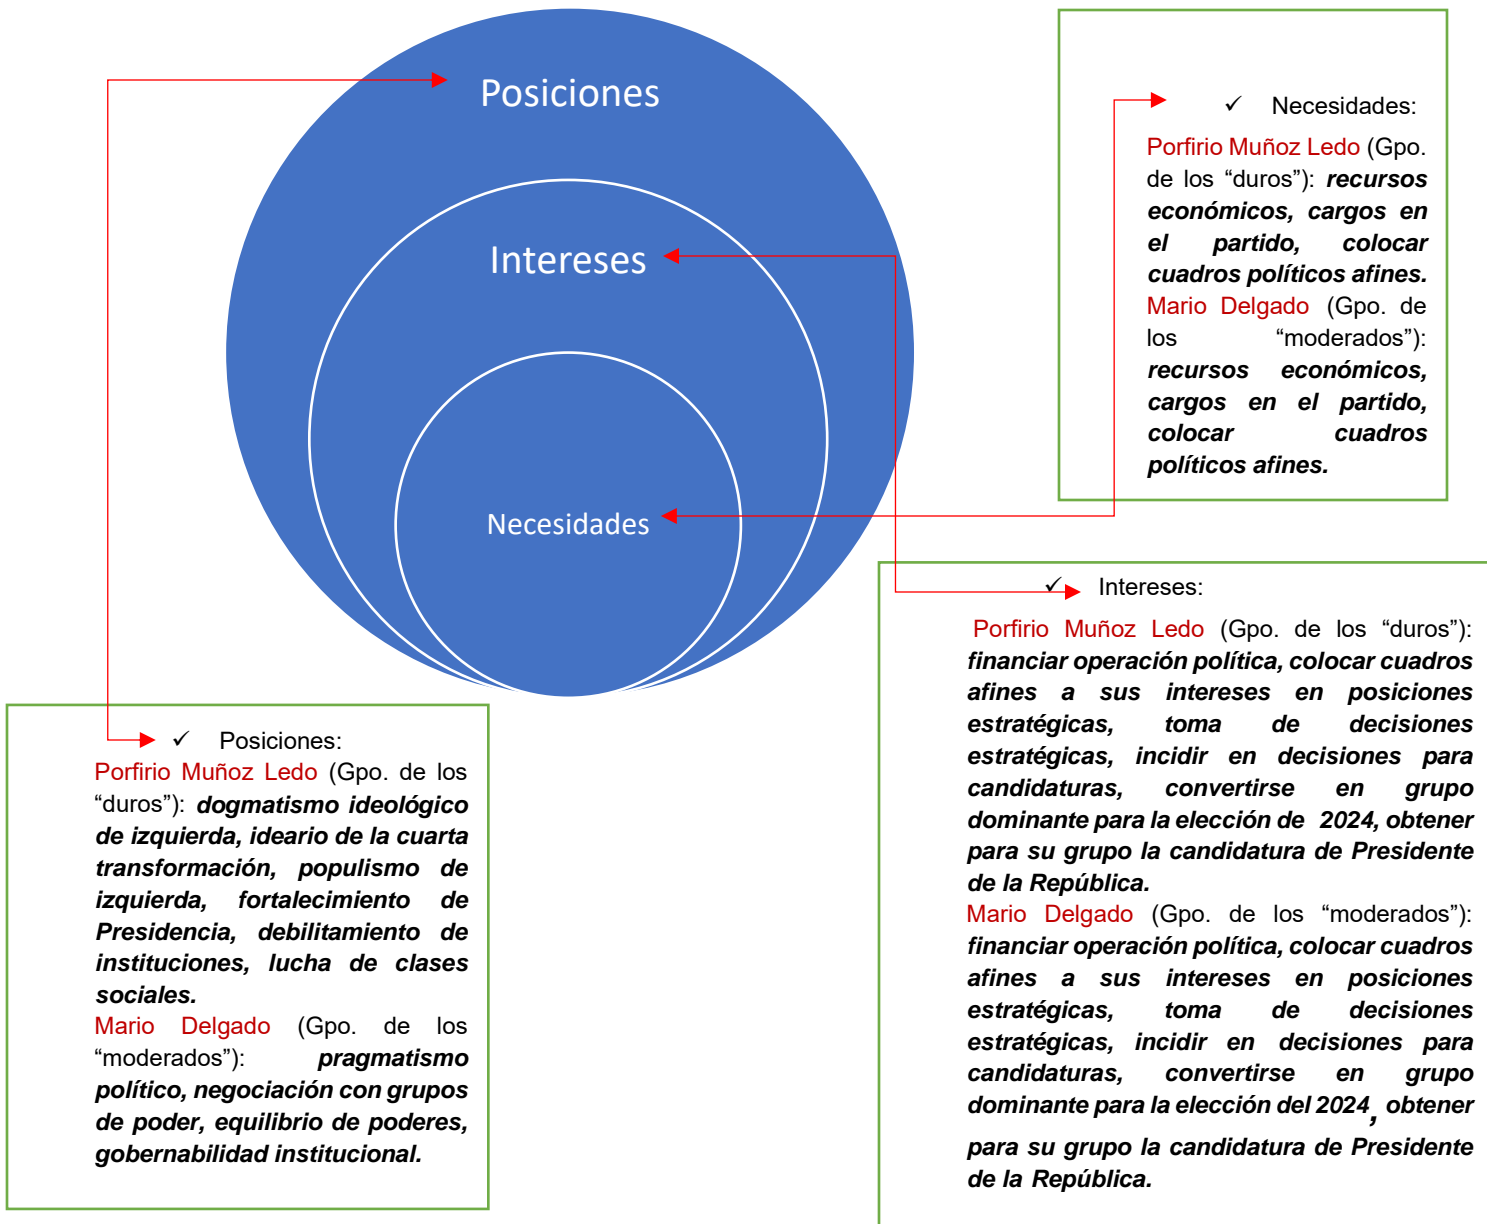 Posiciones
Intereses
Necesidades
✓ Necesidades:
Porfirio Muñoz Ledo (Gpo.
de los “duros”): recursos
económicos, cargos en
el partido, colocar
cuadros políticos afines.
Mario Delgado (Gpo. de
los “moderados”):
recursos económicos,
cargos en el partido,
colocar cuadros
políticos afines.
✓ Intereses:
Porfirio Muñoz Ledo (Gpo. de los “duros”):
financiar operación política, colocar cuadros
afines a sus intereses en posiciones
estratégicas, toma de decisiones
estratégicas, incidir en decisiones para
candidaturas, convertirse en grupo
dominante para la elección de 2024, obtener
para su grupo la candidatura de Presidente
de la República.
Mario Delgado (Gpo. de los “moderados”):
financiar operación política, colocar cuadros
afines a sus intereses en posiciones
estratégicas, toma de decisiones
estratégicas, incidir en decisiones para
candidaturas, convertirse en grupo
dominante para la elección del 2024, obtener
para su grupo la candidatura de Presidente
de la República.
✓ Posiciones:
Porfirio Muñoz Ledo (Gpo. de los
“duros”): dogmatismo ideológico
de izquierda, ideario de la cuarta
transformación, populismo de
izquierda, fortalecimiento de
Presidencia, debilitamiento de
instituciones, lucha de clases
sociales.
Mario Delgado (Gpo. de los
“moderados”): pragmatismo
político, negociación con grupos
de poder, equilibrio de poderes,
gobernabilidad institucional.